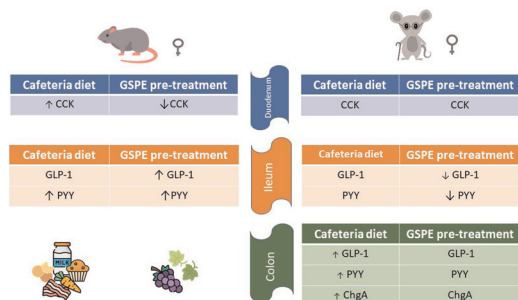 Cafeteria diet GSPE pre-treatment
↑ CCK ↓CCK
Duodenum
Cafeteria diet GSPE pre-treatment
CCK CCK
Cafeteria diet GSPE pre-treatment
GLP-1 ↑ GLP-1
↑ PYY ↑PYY
Ileum
Cafeteria diet GSPE pre-treatment
GLP-1 ↓ GLP-1
PYY ↓ PYY
MILK
Colon
Cafeteria diet GSPE pre-treatment
↑ GLP-1 GLP-1
↑ PYY PYY
↑ ChgA ChgA